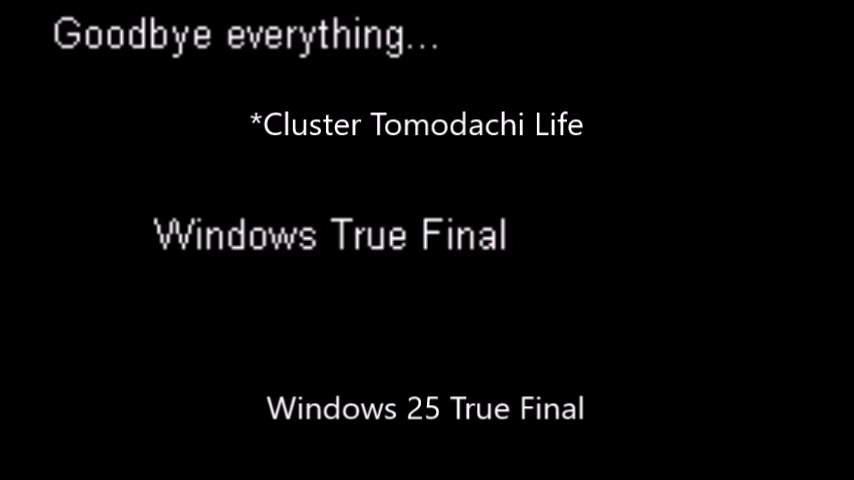 Goodbye everything...
*Cluster Tomodachi Life
Windows True Final
Windows 25 True Final